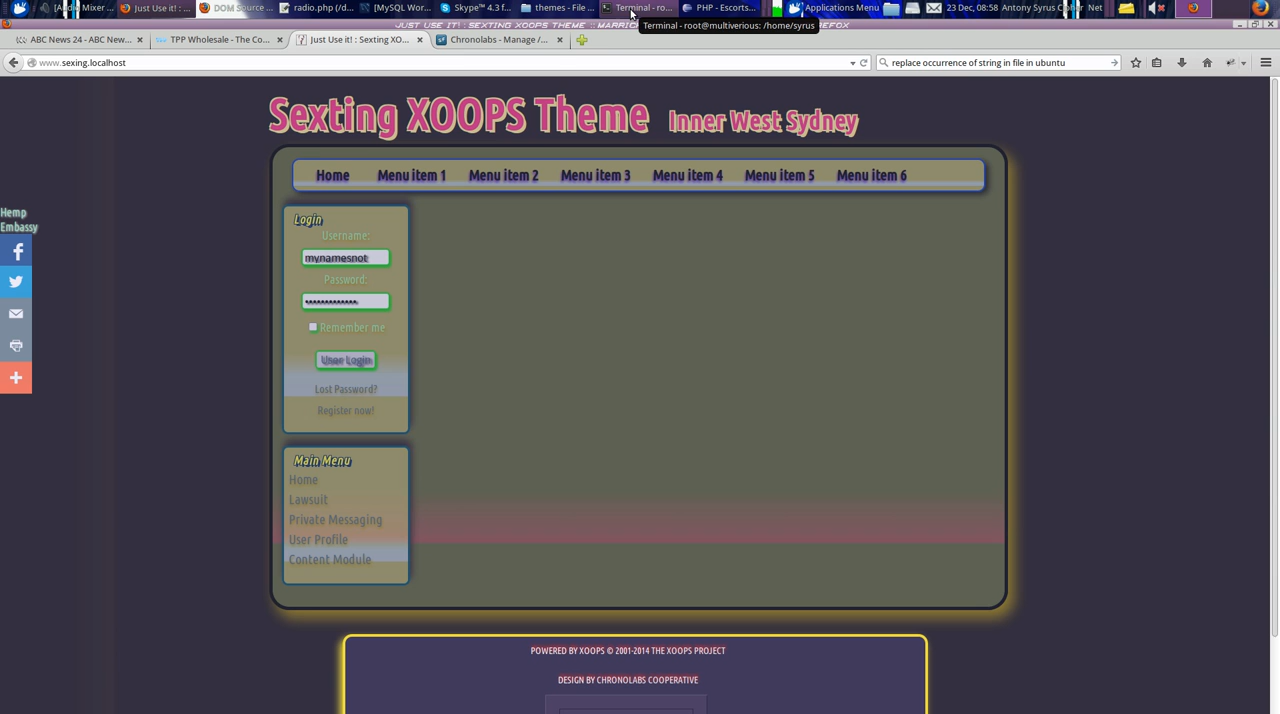 [Audio Mixer ... Just Use it! : ... DOM Source ... radio.php (/d... [MySQL Wor... Skype™ 4.3 f... themes - File ... Terminal - ro... PHP - Escorts... Applications Menu 23 Dec, 08:58 Antony Syrus Net
JUST USE IT! : SEXTING XOOPS THEME ::
Terminal - root@multiverious: /home/syrus
ABC News - ABC New... TPP Wholesale - The Co... Just Use it! : Sexting XO... Chronolabs - Manage /...
www.sexing.localhost replace occurrence of string in file in ubuntu
Sexting XOOPS Theme Inner West Sydney
Home Menu item 1 Menu item 2 Menu item 3 Menu item 4 Menu item 5 Menu item 6
Hemp
Embassy
Login
Username:
mynamesnot
Password:
Remember me
User Login
Lost Password?
Register now!
Main Menu
Home
Lawsuit
Private Messaging
User Profile
Content Module
POWERED BY XOOPS © 2001-2014 THE XOOPS PROJECT
DESIGN BY CHRONOLABS COOPERATIVE